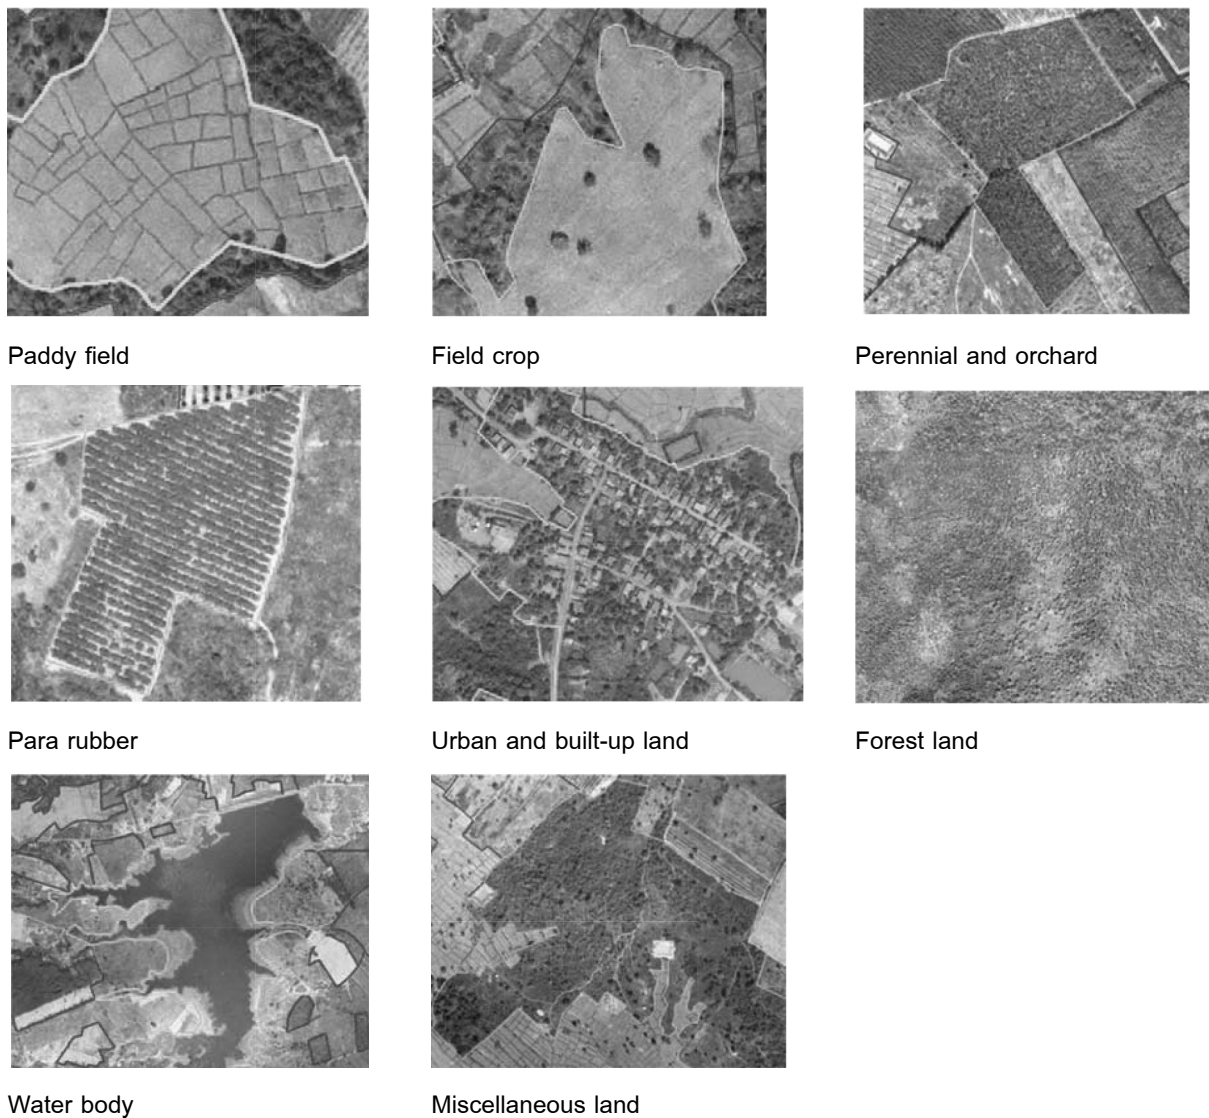 Paddy field
Field crop
Perennial and orchard
Para rubber
Urban and built-up land
Forest land
Water body
Miscellaneous land